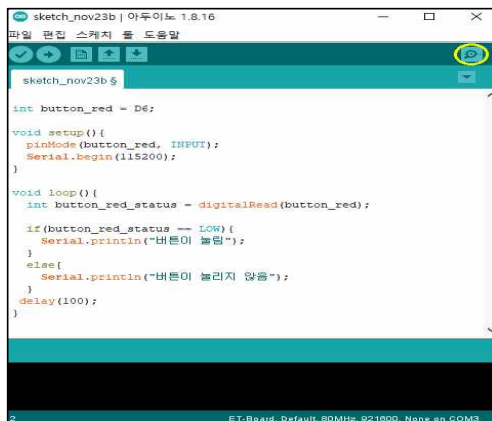 sketch_nov23b | 아두이노 1.8.16
파일 편집 스케치 툴 도움말
sketch_nov23b §
int button_red = D6;
void setup(){
pinMode(button_red, INPUT);
Serial.begin(115200);
}
void loop(){
int button_red_status = digitalRead(button_red);
if(button_red_status == LOW){
Serial.println("버튼이 눌림");
}
else{
Serial.println("버튼이 눌리지 않음");
}
delay(100);
}
2 ET-Board, Default, 80MHz, 921600, None on COM3